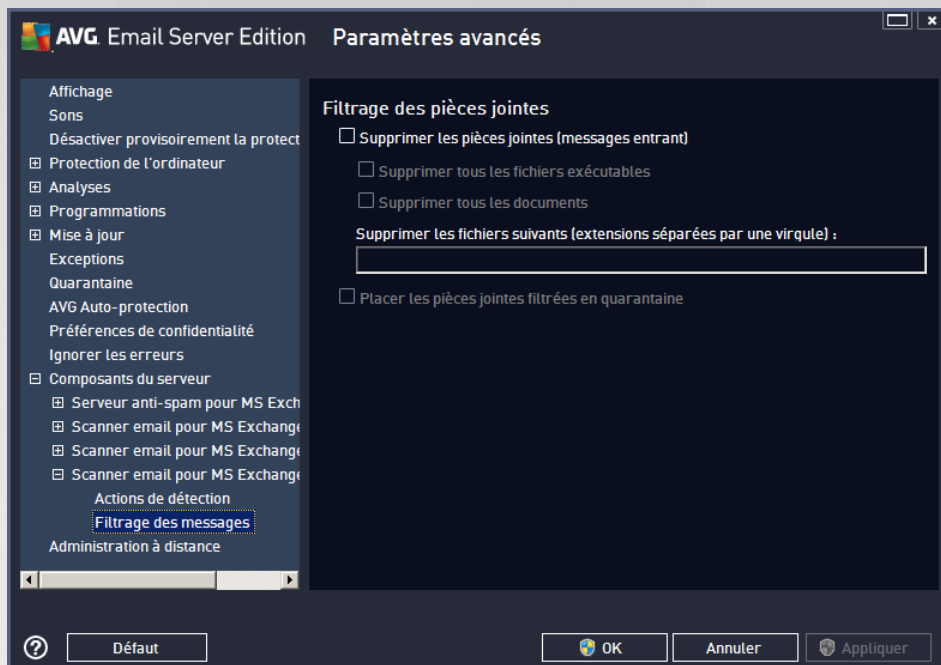 AVG. Email Server Edition Paramètres avancés
Affichage
Sons
Désactiver provisoirement la protect
Protection de l'ordinateur
Analyses
Programmations
Mise à jour
Exceptions
Quarantaine
AVG Auto-protection
Préférences de confidentialité
Ignorer les erreurs
Composants du serveur
Serveur anti-spam pour MS Exch
Scanner email pour MS Exchange
Scanner email pour MS Exchange
Scanner email pour MS Exchange
Actions de détection
Filtrage des messages
Administration à distance
Filtrage des pièces jointes
Supprimer les pièces jointes (messages entrant)
Supprimer tous les fichiers exécutables
Supprimer tous les documents
Supprimer les fichiers suivants (extensions séparées par une virgule) :
Placer les pièces jointes filtrées en quarantaine
? Défaut OK Annuler Appliquer